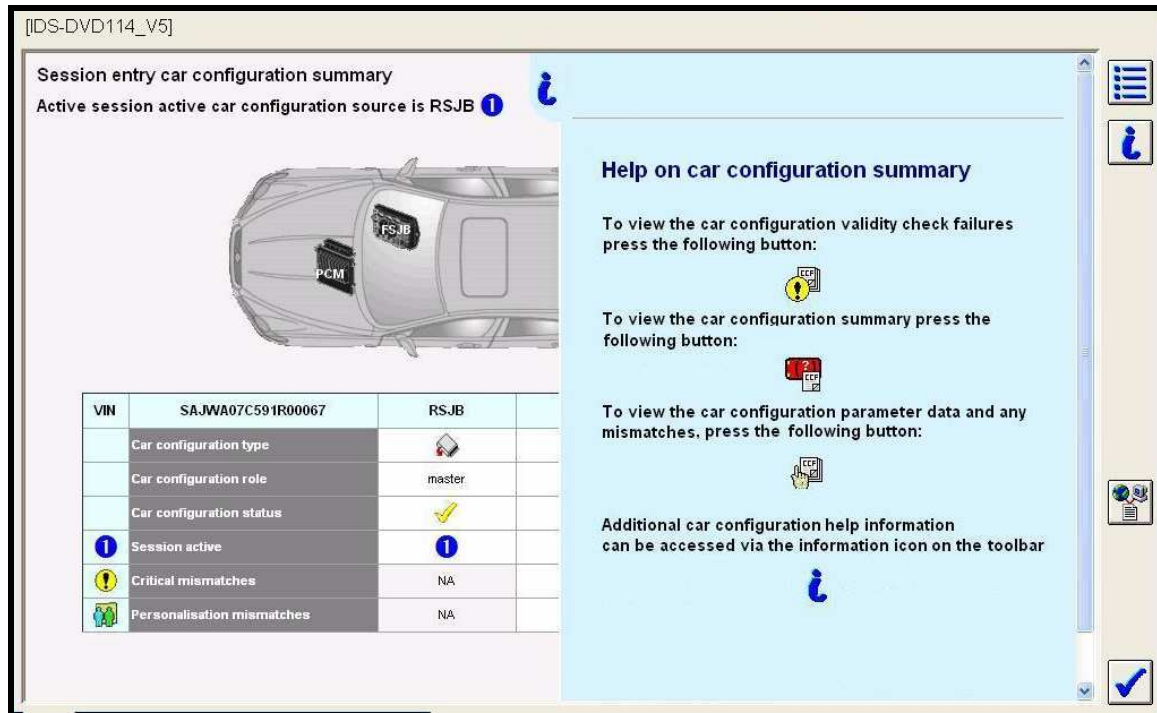 [IDS-DVD114_V5]
Session entry car configuration summary
Active session active car configuration source is RSJB 1
FSJB
PCM
VIN SAJWA07C591R00067 RSJB
Car configuration type
Car configuration role master
Car configuration status
1 Session active 1
Critical mismatches NA
Personalisation mismatches NA
Help on car configuration summary
To view the car configuration validity check failures
press the following button:
CCF
To view the car configuration summary press the
following button:
CCF
To view the car configuration parameter data and any
mismatches, press the following button:
CCF
Additional car configuration help information
can be accessed via the information icon on the toolbar